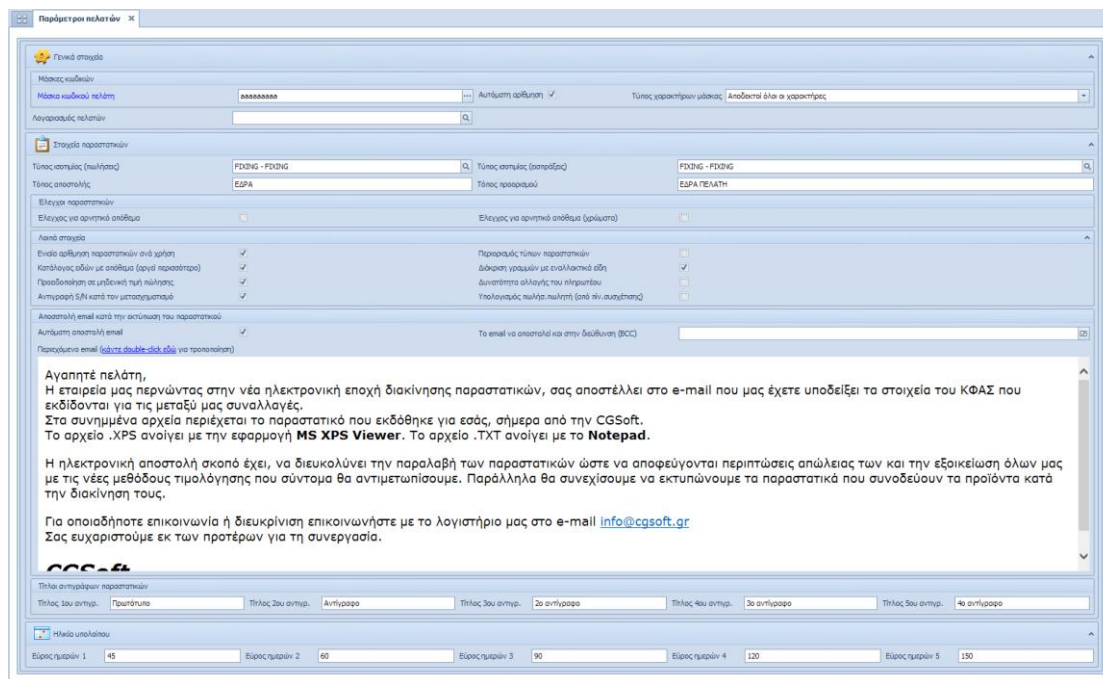 Παράμετροι πελατών ×
Γενικά στοιχεία
Μάσκες κωδικών
Μάσκα κωδικού πελάτη aaaaaaaaa ... Αυτόματη αρίθμηση Τύπος χαρακτήρων μάσκας Αποδεκτοί όλοι οι χαρακτήρες
Λογαριασμός πελατών
Στοιχεία παραστατικών
Τύπος ισοτιμίας (πωλήσεις) FIXING - FIXING Τύπος ισοτιμίας (εισπράξεις) FIXING - FIXING
Τόπος αποστολής ΕΔΡΑ Τόπος προορισμού ΕΔΡΑ ΠΕΛΑΤΗ
Έλεγχοι παραστατικών
Έλεγχος για αρνητικό απόθεμα Έλεγχος για αρνητικό απόθεμα (χρώματα)
Λοιπά στοιχεία
Ενιαία αρίθμηση παραστατικών ανά χρήση Περιορισμός τύπων παραστατικών
Κατάλογος ειδών με απόθεμα (αργεί περισσότερο) Διάκριση γραμμών με εναλλακτικά είδη
Προειδοποίηση σε μηδενική τιμή πώλησης Δυνατότητα αλλαγής του πληρωτέου
Αντιγραφή S/N κατά τον μετασχηματισμό Υπολογισμός πωλήσ.πωλητή (από πίν.συσχέτισης)
Αποστολή email κατά την εκτύπωση του παραστατικού
Αυτόματη αποστολή email Το email να αποσταλεί και στην διεύθυνση (BCC)
Περιεχόμενο email (κάντε double-click εδώ για τροποποίηση)
Αγαπητέ πελάτη,
Η εταιρεία μας περνώντας στην νέα ηλεκτρονική εποχή διακίνησης παραστατικών, σας αποστέλλει στο e-mail που μας έχετε υποδείξει τα στοιχεία του ΚΦΑΣ που
εκδίδονται για τις μεταξύ μας συναλλαγές.
Στα συνημμένα αρχεία περιέχεται το παραστατικό που εκδόθηκε για εσάς, σήμερα από την CGSoft.
Το αρχείο .XPS ανοίγει με την εφαρμογή MS XPS Viewer. Το αρχείο .TXT ανοίγει με το Notepad.
Η ηλεκτρονική αποστολή σκοπό έχει, να διευκολύνει την παραλαβή των παραστατικών ώστε να αποφεύγονται περιπτώσεις απώλειας των και την εξοικείωση όλων μας
με τις νέες μεθόδους τιμολόγησης που σύντομα θα αντιμετωπίσουμε. Παράλληλα θα συνεχίσουμε να εκτυπώνουμε τα παραστατικά που συνοδεύουν τα προϊόντα κατά
την διακίνηση τους.
Για οποιαδήποτε επικοινωνία ή διευκρίνιση επικοινωνήστε με το λογιστήριο μας στο e-mail info@cgsoft.gr
Σας ευχαριστούμε εκ των προτέρων για τη συνεργασία.
CGSoft
Τίτλοι αντιγράφων παραστατικών
Τίτλος 1ου αντιγρ. Πρωτότυπο Τίτλος 2ου αντιγρ. Αντίγραφο Τίτλος 3ου αντιγρ. 2ο αντίγραφο Τίτλος 4ου αντιγρ. 3ο αντίγραφο Τίτλος 5ου αντιγρ. 4ο αντίγραφο
Ηλικία υπολοίπου
Εύρος ημερών 1 45 Εύρος ημερών 2 60 Εύρος ημερών 3 90 Εύρος ημερών 4 120 Εύρος ημερών 5 150